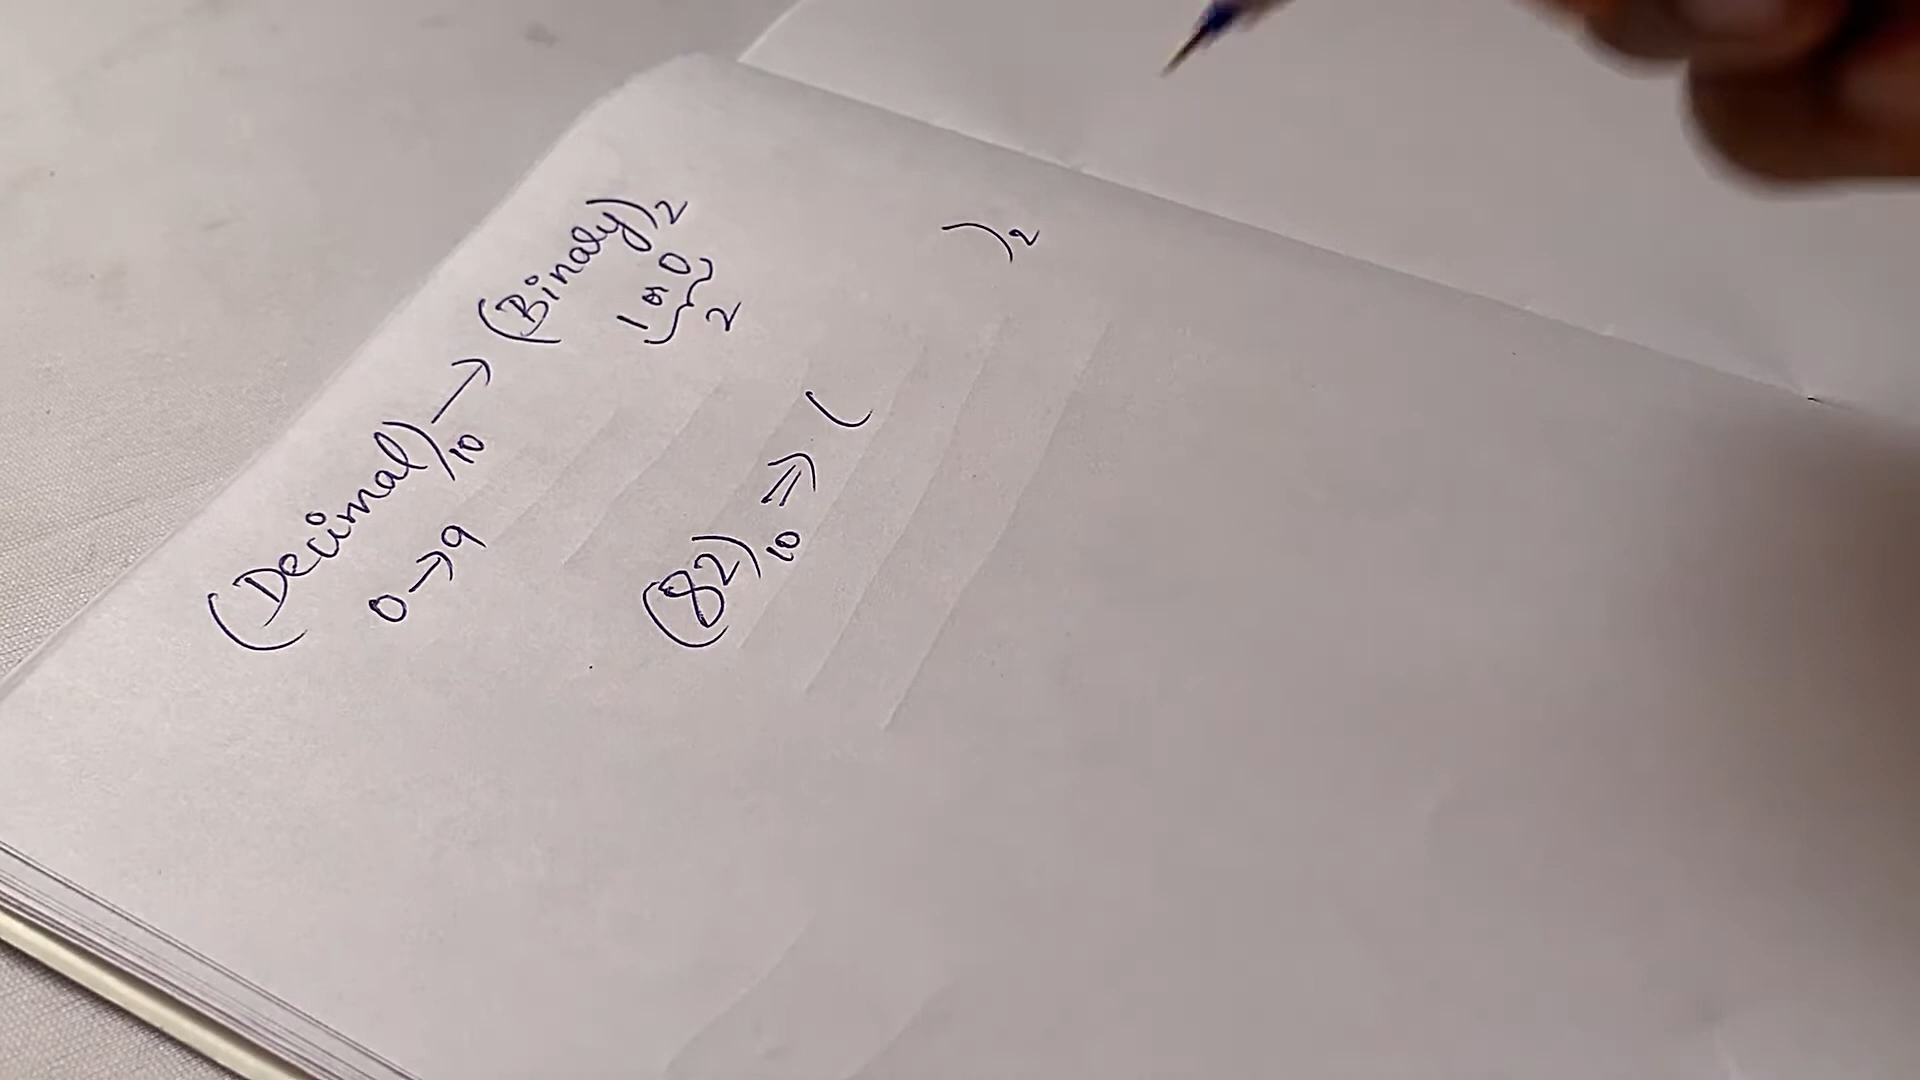 (Decimal)₁₀ → (Binary)₂
0 → 9 1 or 0
2
(82)₁₀ ⇒ ( )₂